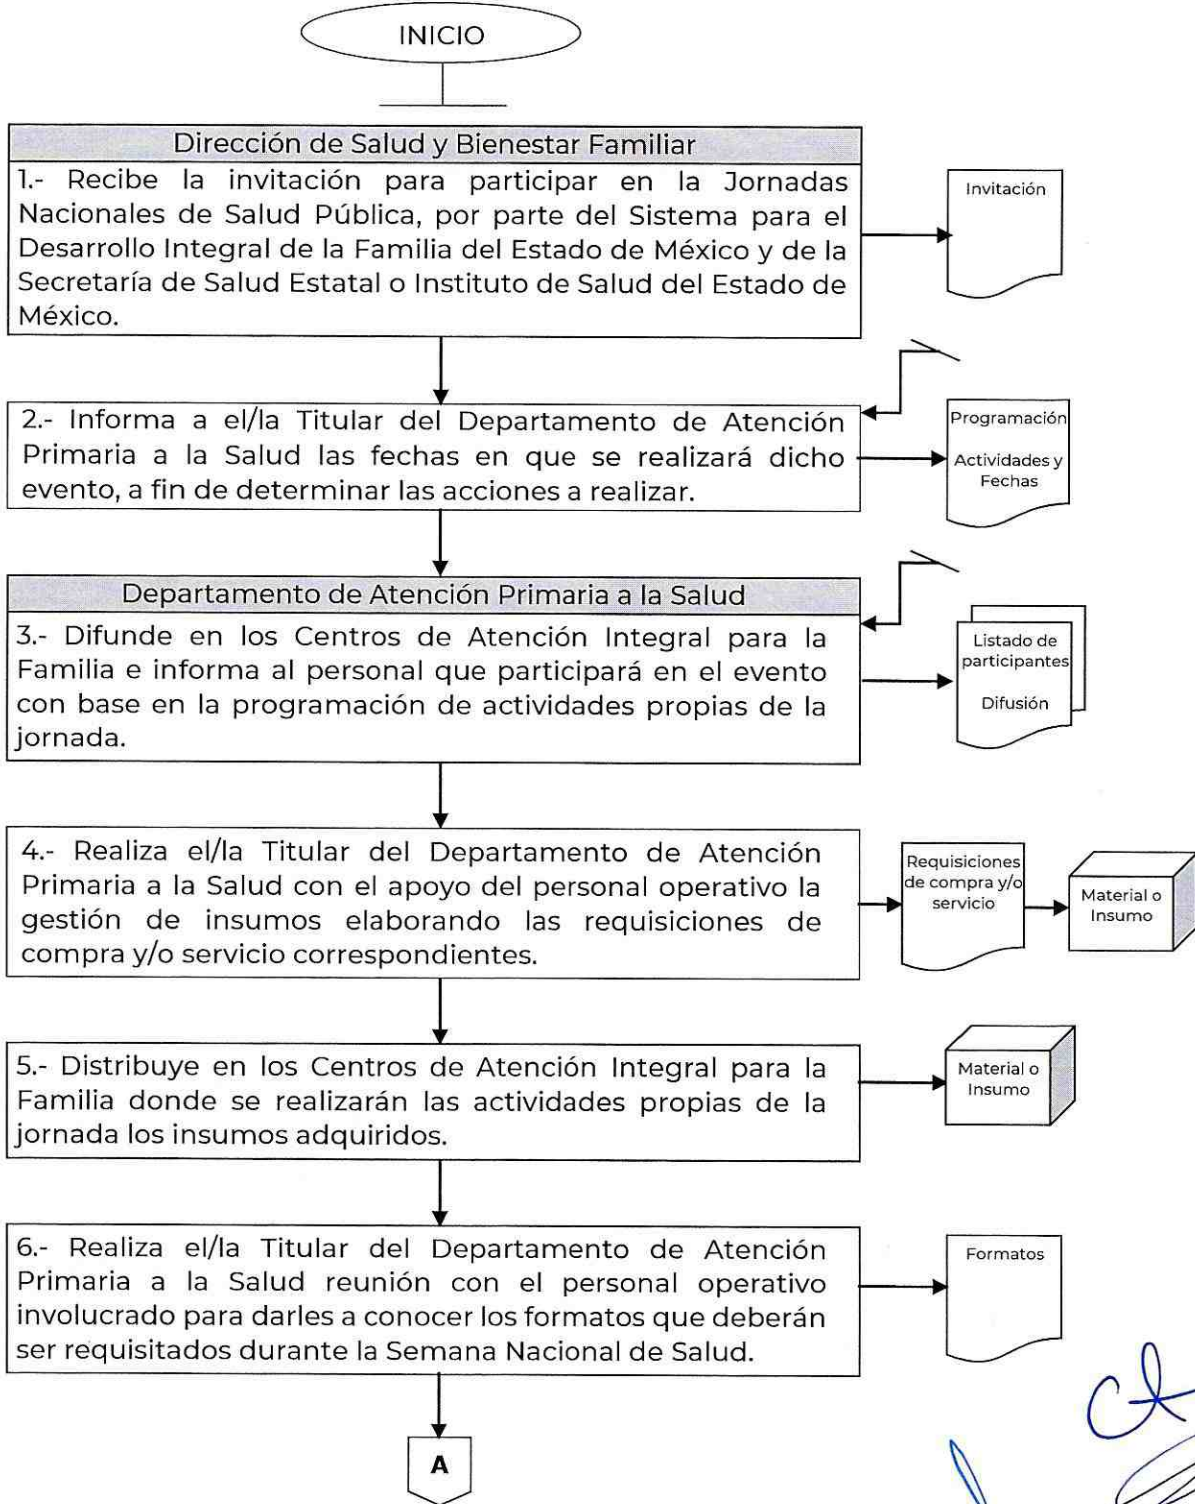 INICIO
Dirección de Salud y Bienestar Familiar
1.- Recibe la invitación para participar en la Jornadas
Nacionales de Salud Pública, por parte del Sistema para el
Desarrollo Integral de la Familia del Estado de México y de la
Secretaría de Salud Estatal o Instituto de Salud del Estado de
México.
Invitación
2.- Informa a el/la Titular del Departamento de Atención
Primaria a la Salud las fechas en que se realizará dicho
evento, a fin de determinar las acciones a realizar.
Programación
Actividades y
Fechas
Departamento de Atención Primaria a la Salud
3.- Difunde en los Centros de Atención Integral para la
Familia e informa al personal que participará en el evento
con base en la programación de actividades propias de la
jornada.
Listado de
participantes
Difusión
4.- Realiza el/la Titular del Departamento de Atención
Primaria a la Salud con el apoyo del personal operativo la
gestión de insumos elaborando las requisiciones de
compra y/o servicio correspondientes.
Requisiciones
de compra y/o
servicio
Material o
Insumo
5.- Distribuye en los Centros de Atención Integral para la
Familia donde se realizarán las actividades propias de la
jornada los insumos adquiridos.
Material o
Insumo
6.- Realiza el/la Titular del Departamento de Atención
Primaria a la Salud reunión con el personal operativo
involucrado para darles a conocer los formatos que deberán
ser requisitados durante la Semana Nacional de Salud.
Formatos
A